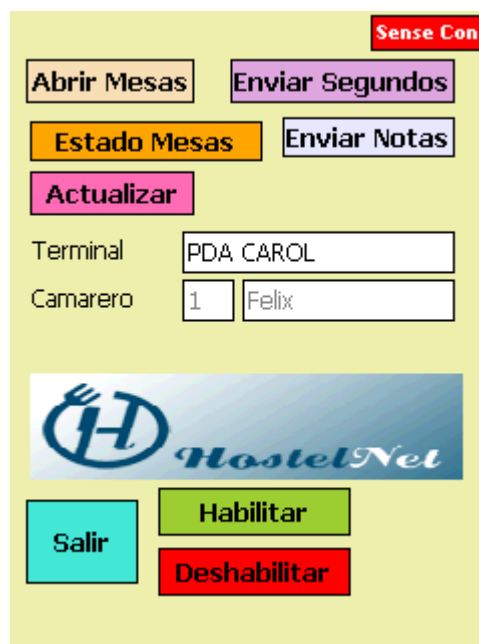 Sense Con
Abrir Mesas Enviar Segundos
Estado Mesas Enviar Notas
Actualizar
Terminal PDA CAROL
Camarero 1 Felix
H HostelNet
Salir Habilitar
Deshabilitar